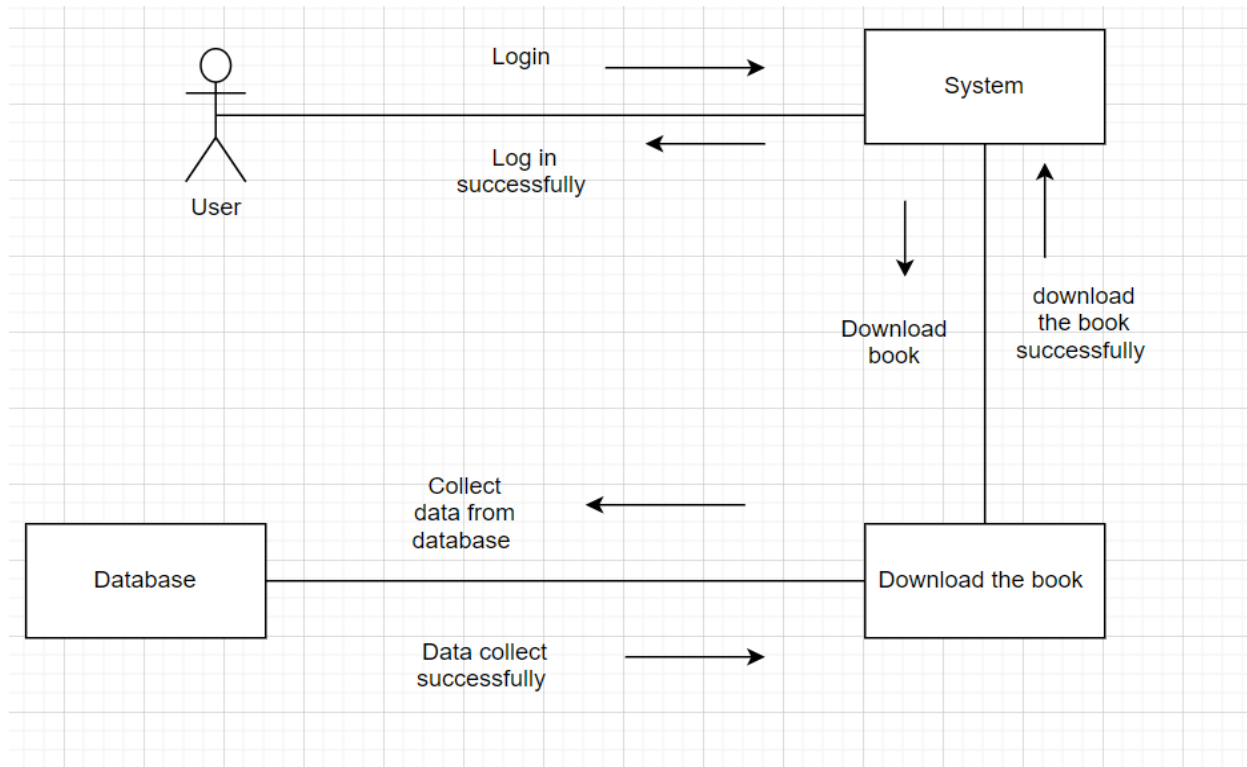 Login
System
Log in
successfully
User
download
the book
successfully
Download
book
Collect
data from
database
Database
Download the book
Data collect
successfully